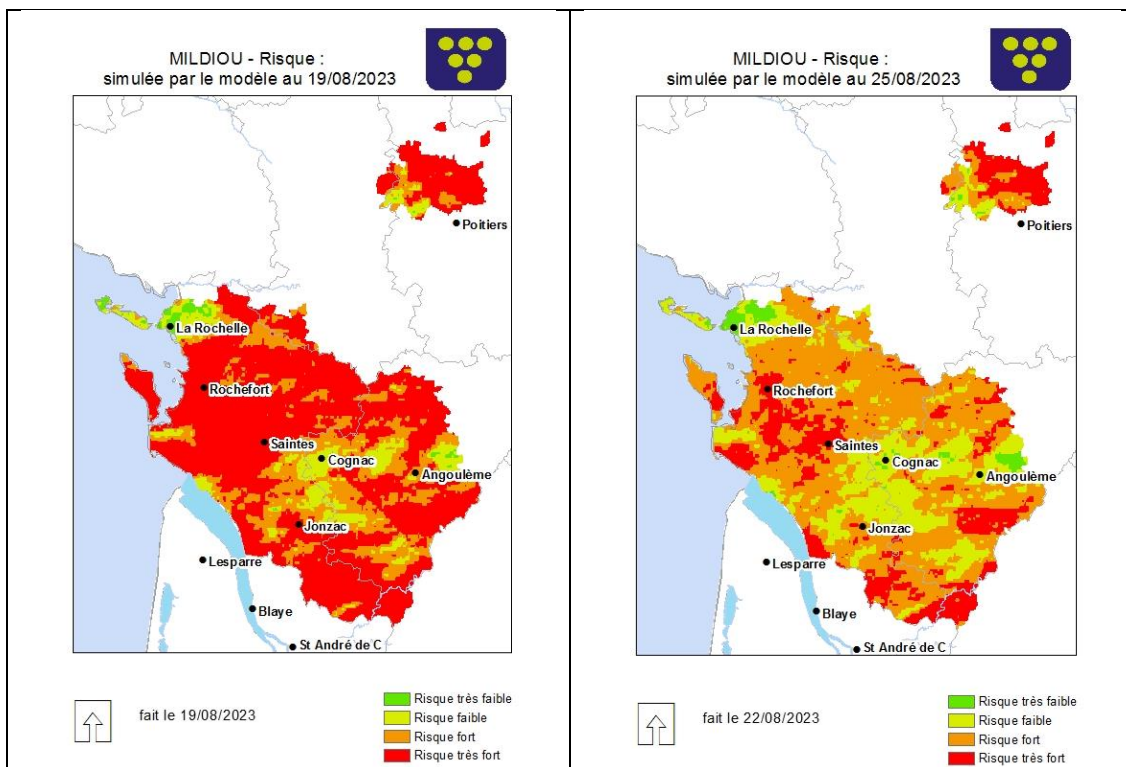 MILDIOU - Risque :
simulée par le modèle au 19/08/2023
Poitiers
La Rochelle
Rochefort
Saintes
Cognac
Angoulême
Jonzac
Lesparre
Blaye
St André de C
fait le 19/08/2023
Risque très faible
Risque faible
Risque fort
Risque très fort
MILDIOU - Risque :
simulée par le modèle au 25/08/2023
Poitiers
La Rochelle
Rochefort
Saintes
Cognac
Angoulême
Jonzac
Lesparre
Blaye
St André de C
fait le 22/08/2023
Risque très faible
Risque faible
Risque fort
Risque très fort